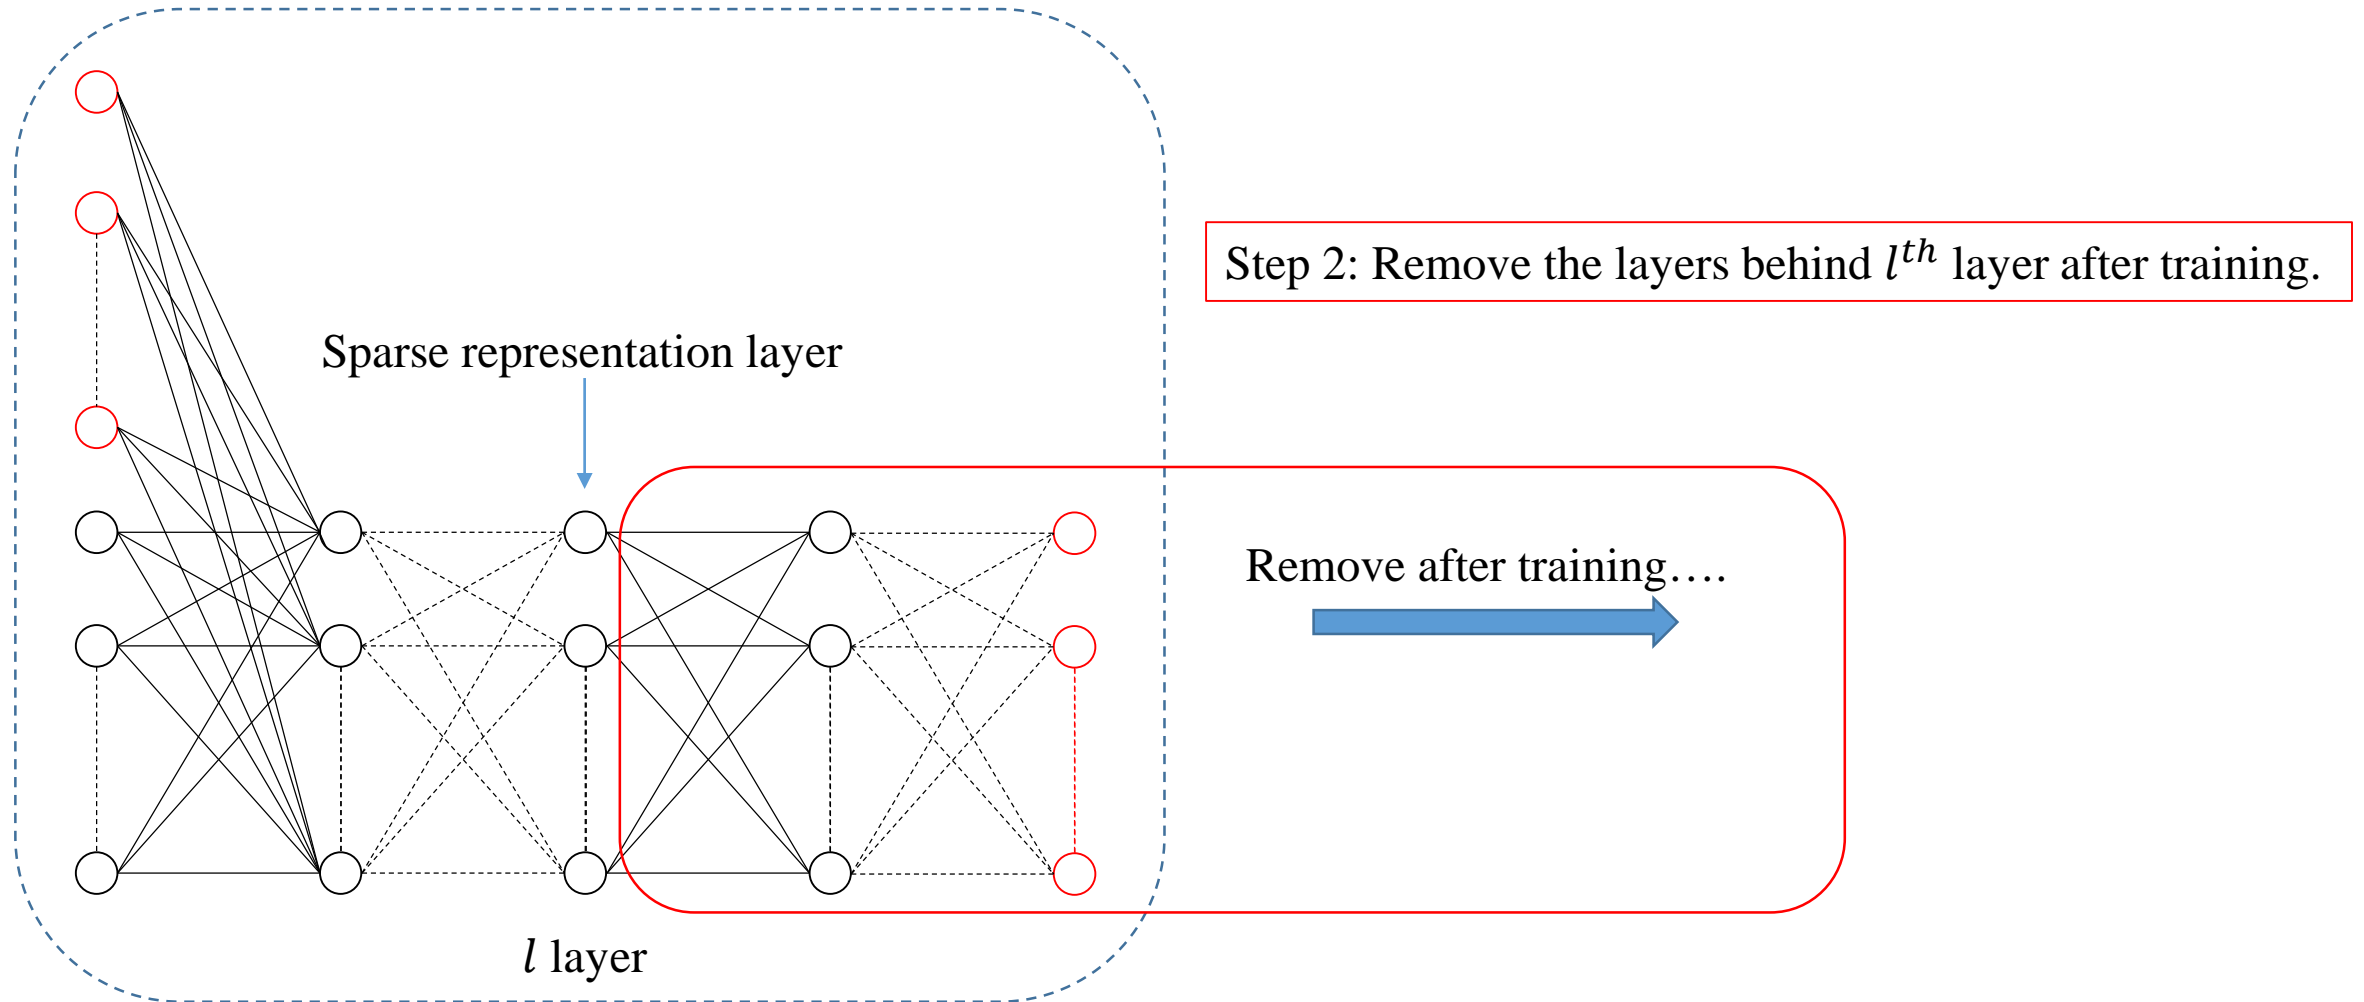 Step 2: Remove the layers behind $l^{th}$ layer after training.
Sparse representation layer
Remove after training….
$l$ layer